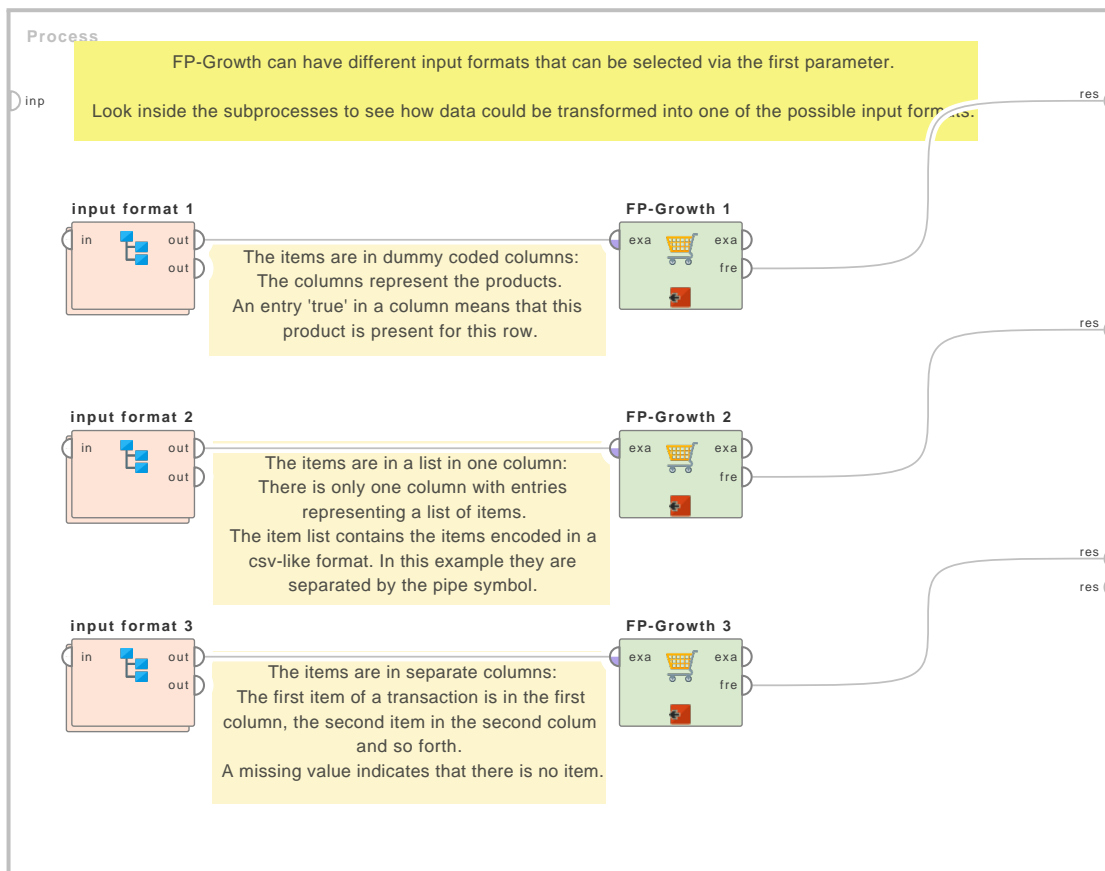 Process
FP-Growth can have different input formats that can be selected via the first parameter.
inp
res
Look inside the subprocesses to see how data could be transformed into one of the possible input formats.
input format 1
FP-Growth 1
in
out
out
exa
exa
fre
The items are in dummy coded columns:
The columns represent the products.
An entry 'true' in a column means that this
product is present for this row.
res
input format 2
FP-Growth 2
in
out
out
exa
exa
fre
The items are in a list in one column:
There is only one column with entries
representing a list of items.
The item list contains the items encoded in a
csv-like format. In this example they are
separated by the pipe symbol.
res
res
input format 3
FP-Growth 3
in
out
out
exa
exa
fre
The items are in separate columns:
The first item of a transaction is in the first
column, the second item in the second colum
and so forth.
A missing value indicates that there is no item.